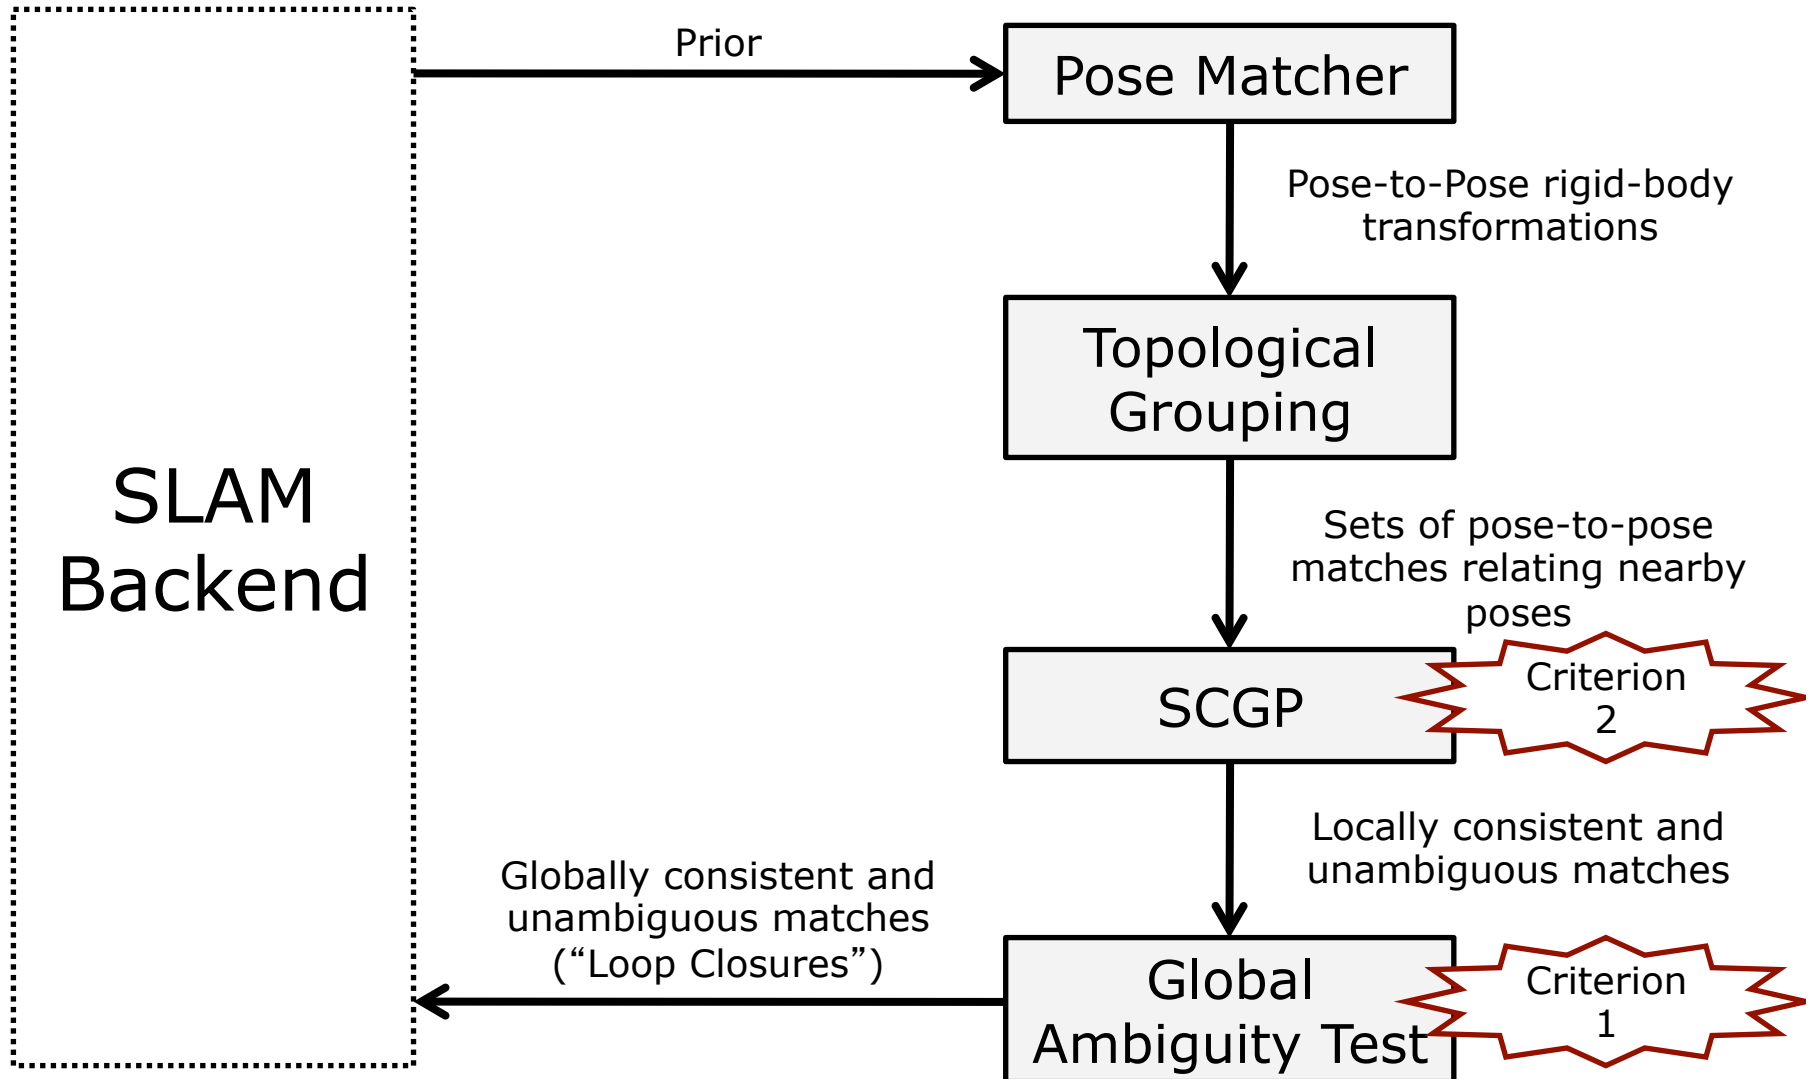 Prior
Pose Matcher
Pose-to-Pose rigid-body
transformations
Topological
Grouping
SLAM
Backend
Sets of pose-to-pose
matches relating nearby
poses
SCGP
Criterion
2
Locally consistent and
unambiguous matches
Globally consistent and
unambiguous matches
(“Loop Closures”)
Global
Ambiguity Test
Criterion
1